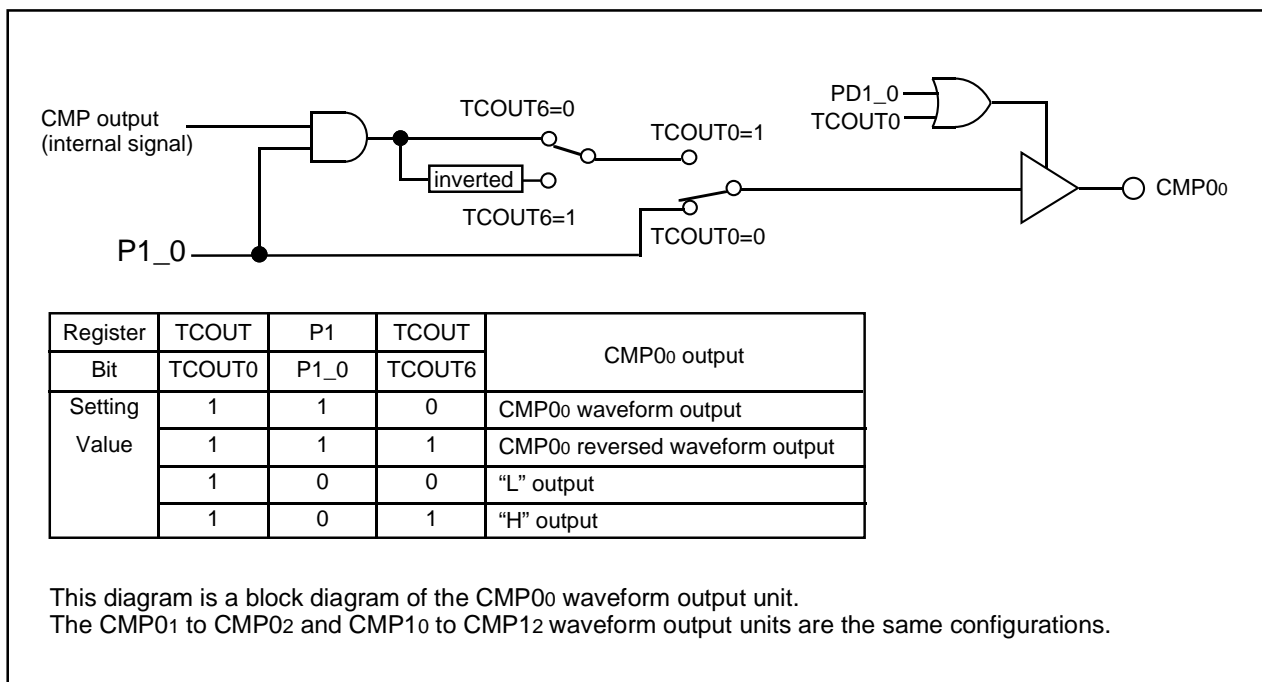 CMP output
(internal signal)
TCOUT6=0
TCOUT0=1
PD1_0
TCOUT0
inverted
CMP00
TCOUT6=1
TCOUT0=0
P1_0
Register TCOUT P1 TCOUT CMP00 output
Bit TCOUT0 P1_0 TCOUT6
Setting 1 1 0 CMP00 waveform output
Value 1 1 1 CMP00 reversed waveform output
1 0 0 “L” output
1 0 1 “H” output
This diagram is a block diagram of the CMP00 waveform output unit.
The CMP01 to CMP02 and CMP10 to CMP12 waveform output units are the same configurations.